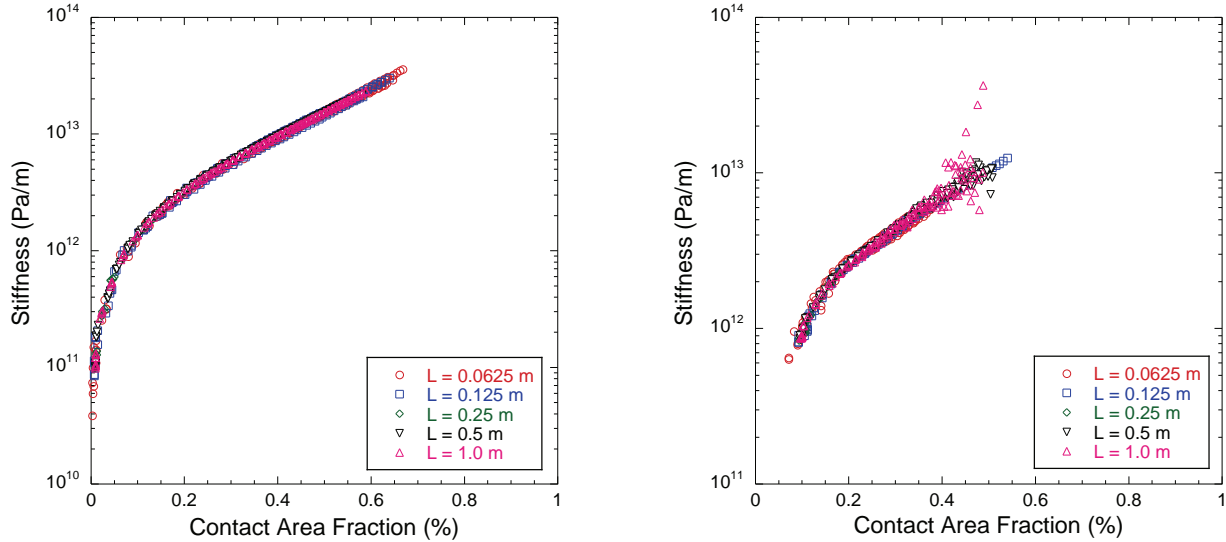 10^14
10^13
10^12
10^11
10^10
Stiffness (Pa/m)
0 0.2 0.4 0.6 0.8 1
Contact Area Fraction (%)
L = 0.0625 m
L = 0.125 m
L = 0.25 m
L = 0.5 m
L = 1.0 m
10^14
10^13
10^12
10^11
Stiffness (Pa/m)
0 0.2 0.4 0.6 0.8 1
Contact Area Fraction (%)
L = 0.0625 m
L = 0.125 m
L = 0.25 m
L = 0.5 m
L = 1.0 m